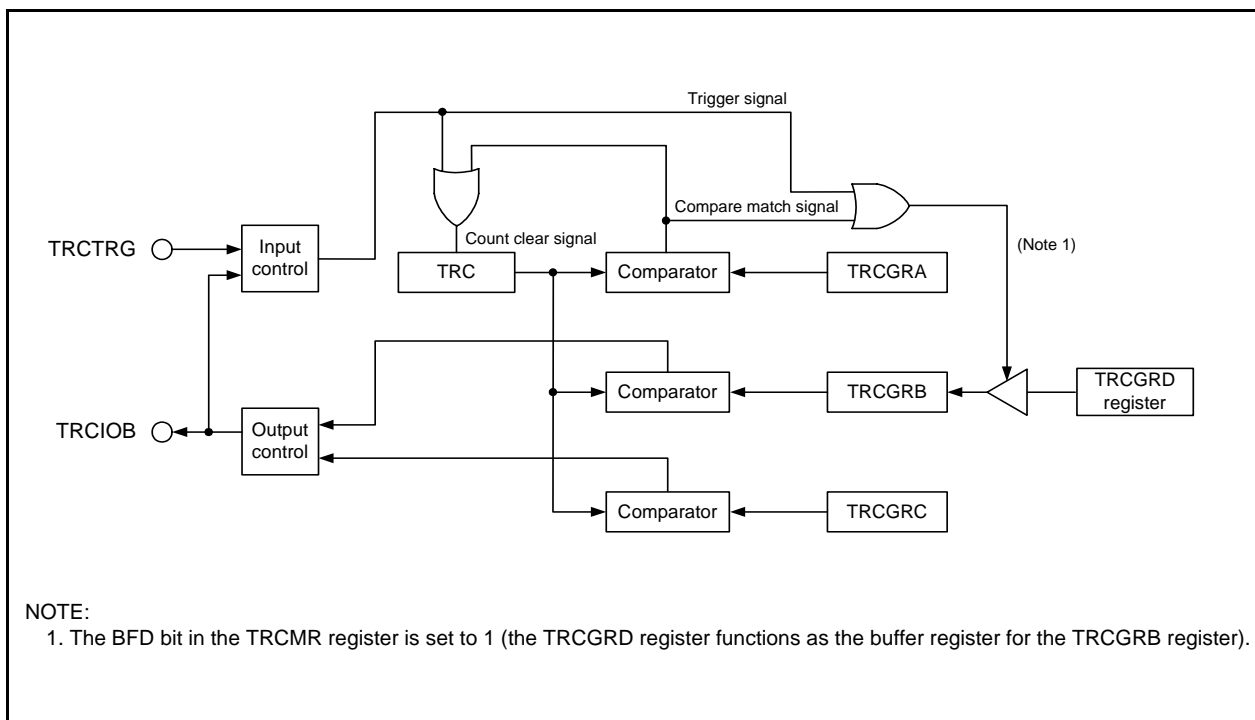 Trigger signal
Compare match signal
TRCTRG
Input
control
Count clear signal
(Note 1)
TRC
Comparator
TRCGRA
Comparator
TRCGRB
TRCGRD
register
TRCIOB
Output
control
Comparator
TRCGRC
NOTE:
1. The BFD bit in the TRCMR register is set to 1 (the TRCGRD register functions as the buffer register for the TRCGRB register).